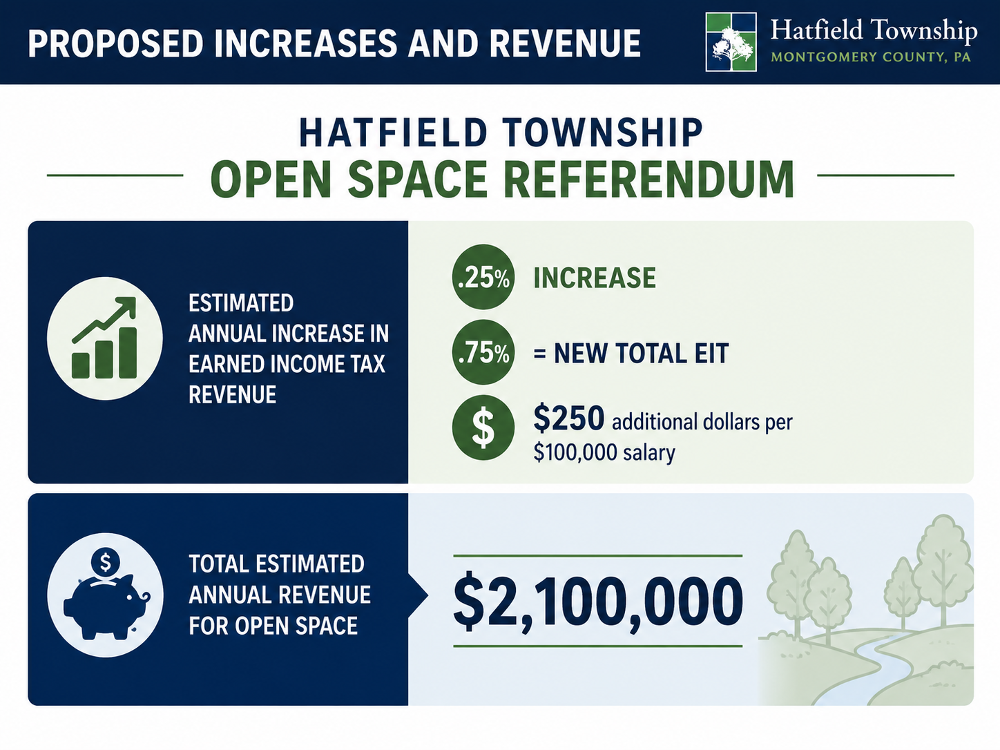 PROPOSED INCREASES AND REVENUE
Hatfield Township
MONTGOMERY COUNTY, PA
HATFIELD TOWNSHIP
OPEN SPACE REFERENDUM
ESTIMATED
ANNUAL INCREASE IN
EARNED INCOME TAX
REVENUE
.25% INCREASE
.75% = NEW TOTAL EIT
$ $250 additional dollars per
$100,000 salary
$
TOTAL ESTIMATED
ANNUAL REVENUE
FOR OPEN SPACE
$2,100,000